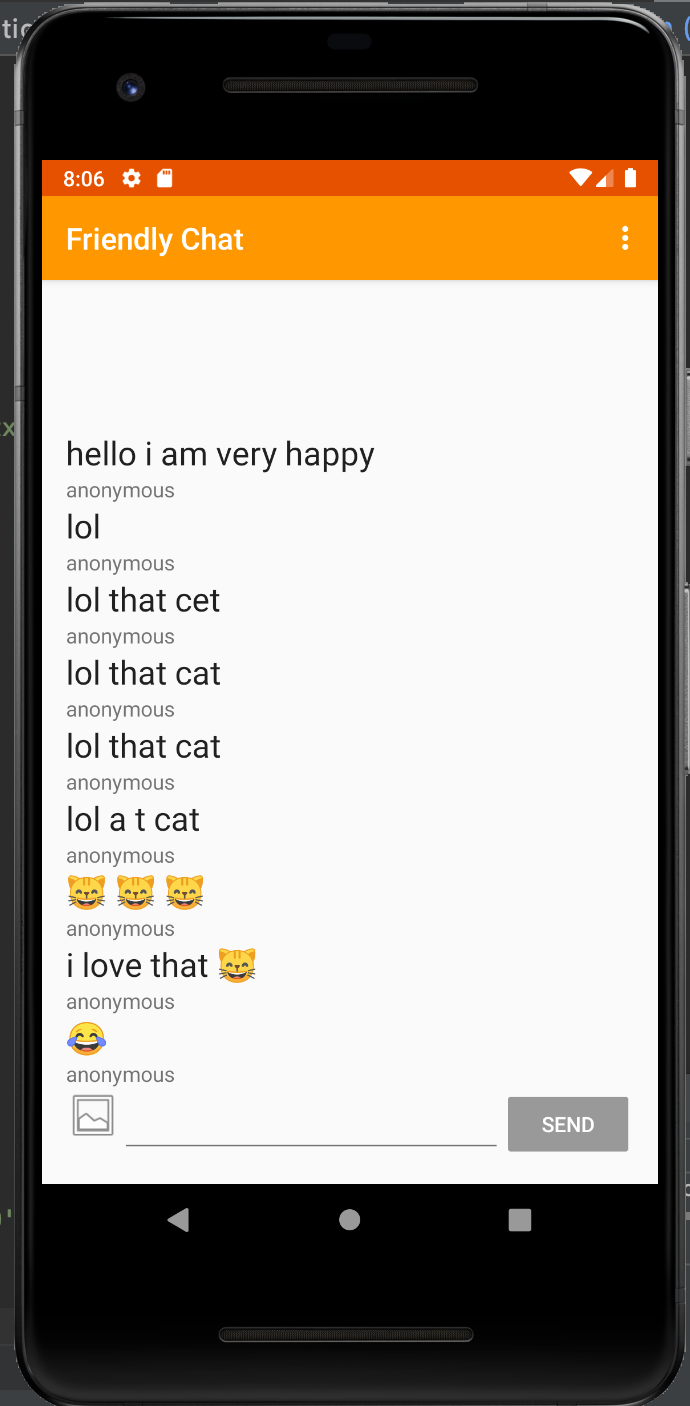 8:06
Friendly Chat
hello i am very happy
anonymous
lol
anonymous
lol that cet
anonymous
lol that cat
anonymous
lol that cat
anonymous
lol a t cat
anonymous
😸 😸 😸
anonymous
i love that 😸
anonymous
😂
anonymous
SEND